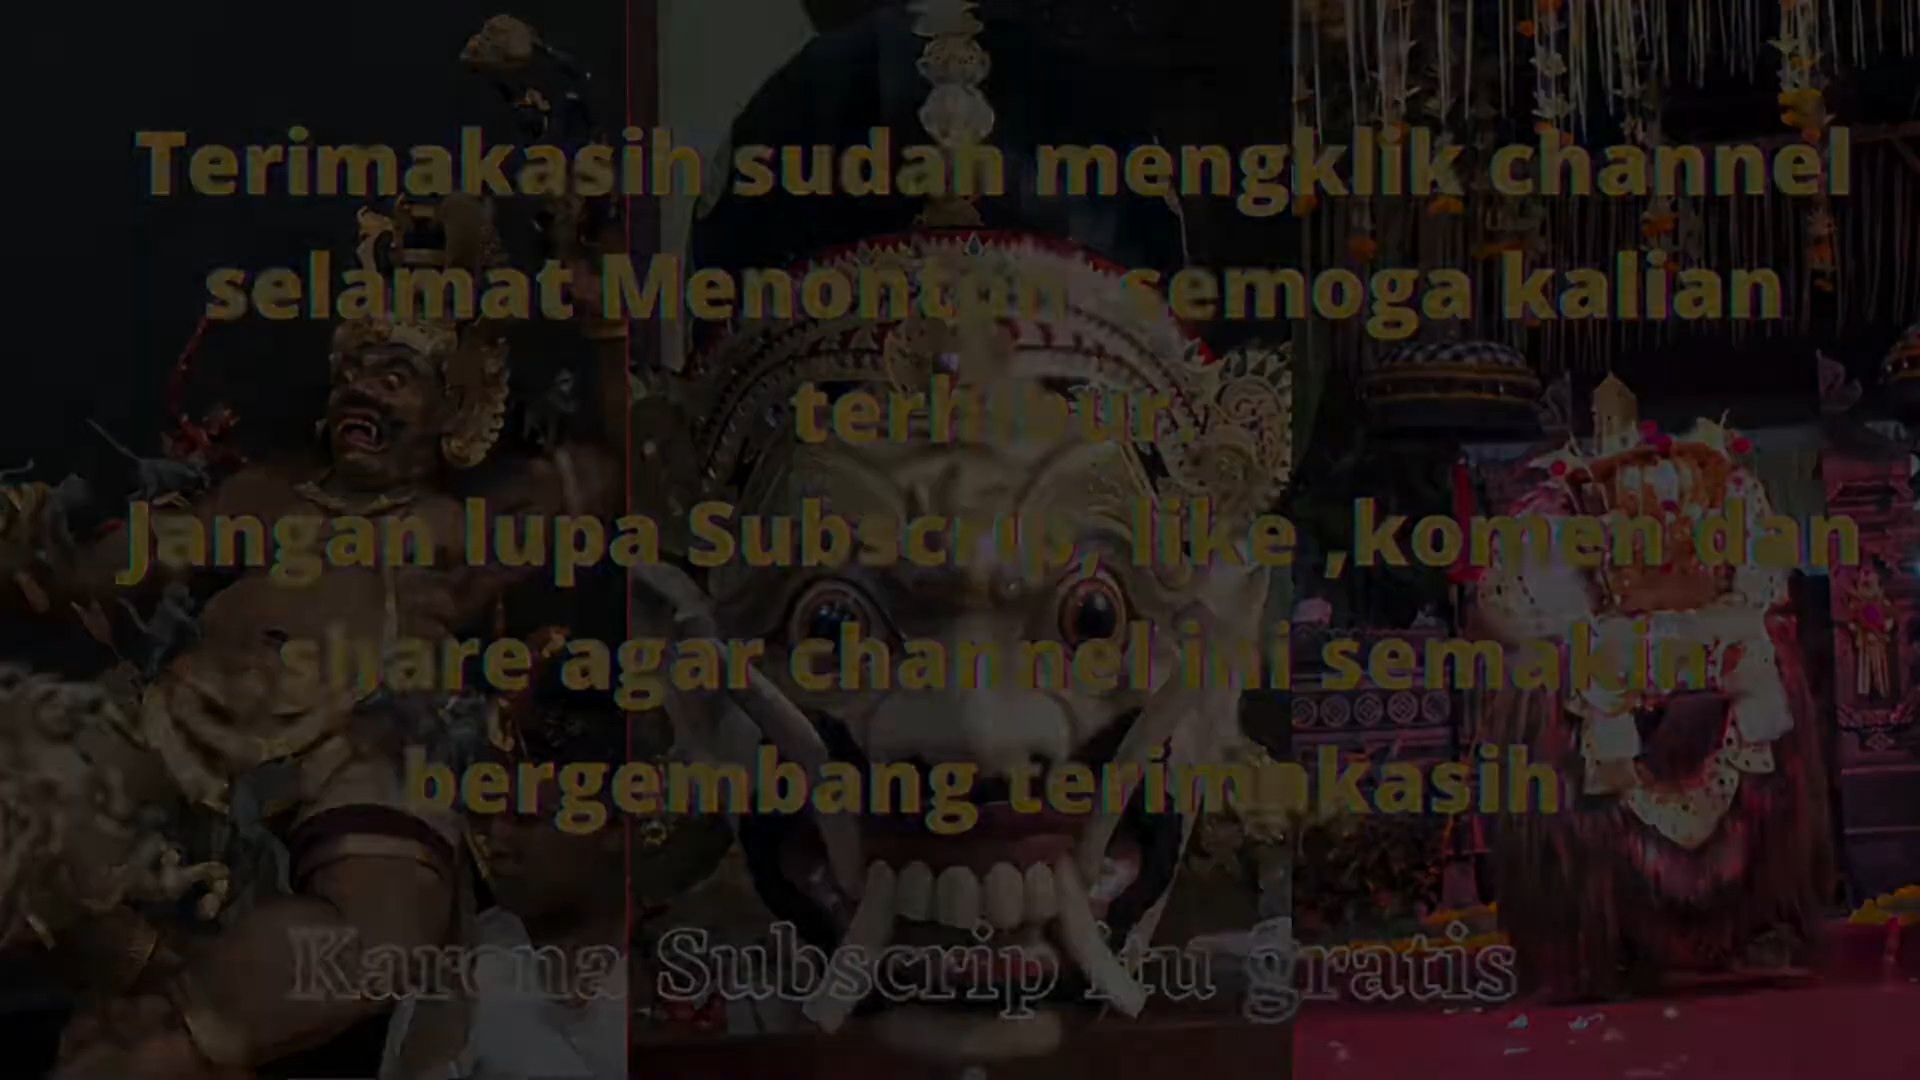 Terimakasih sudah mengklik channel
selamat Menonton, semoga kalian
terhibur.
Jangan lupa Subscrip, like ,komen dan
share agar channel ini semakin
bergembang terimakasih
Karena Subscrip itu gratis